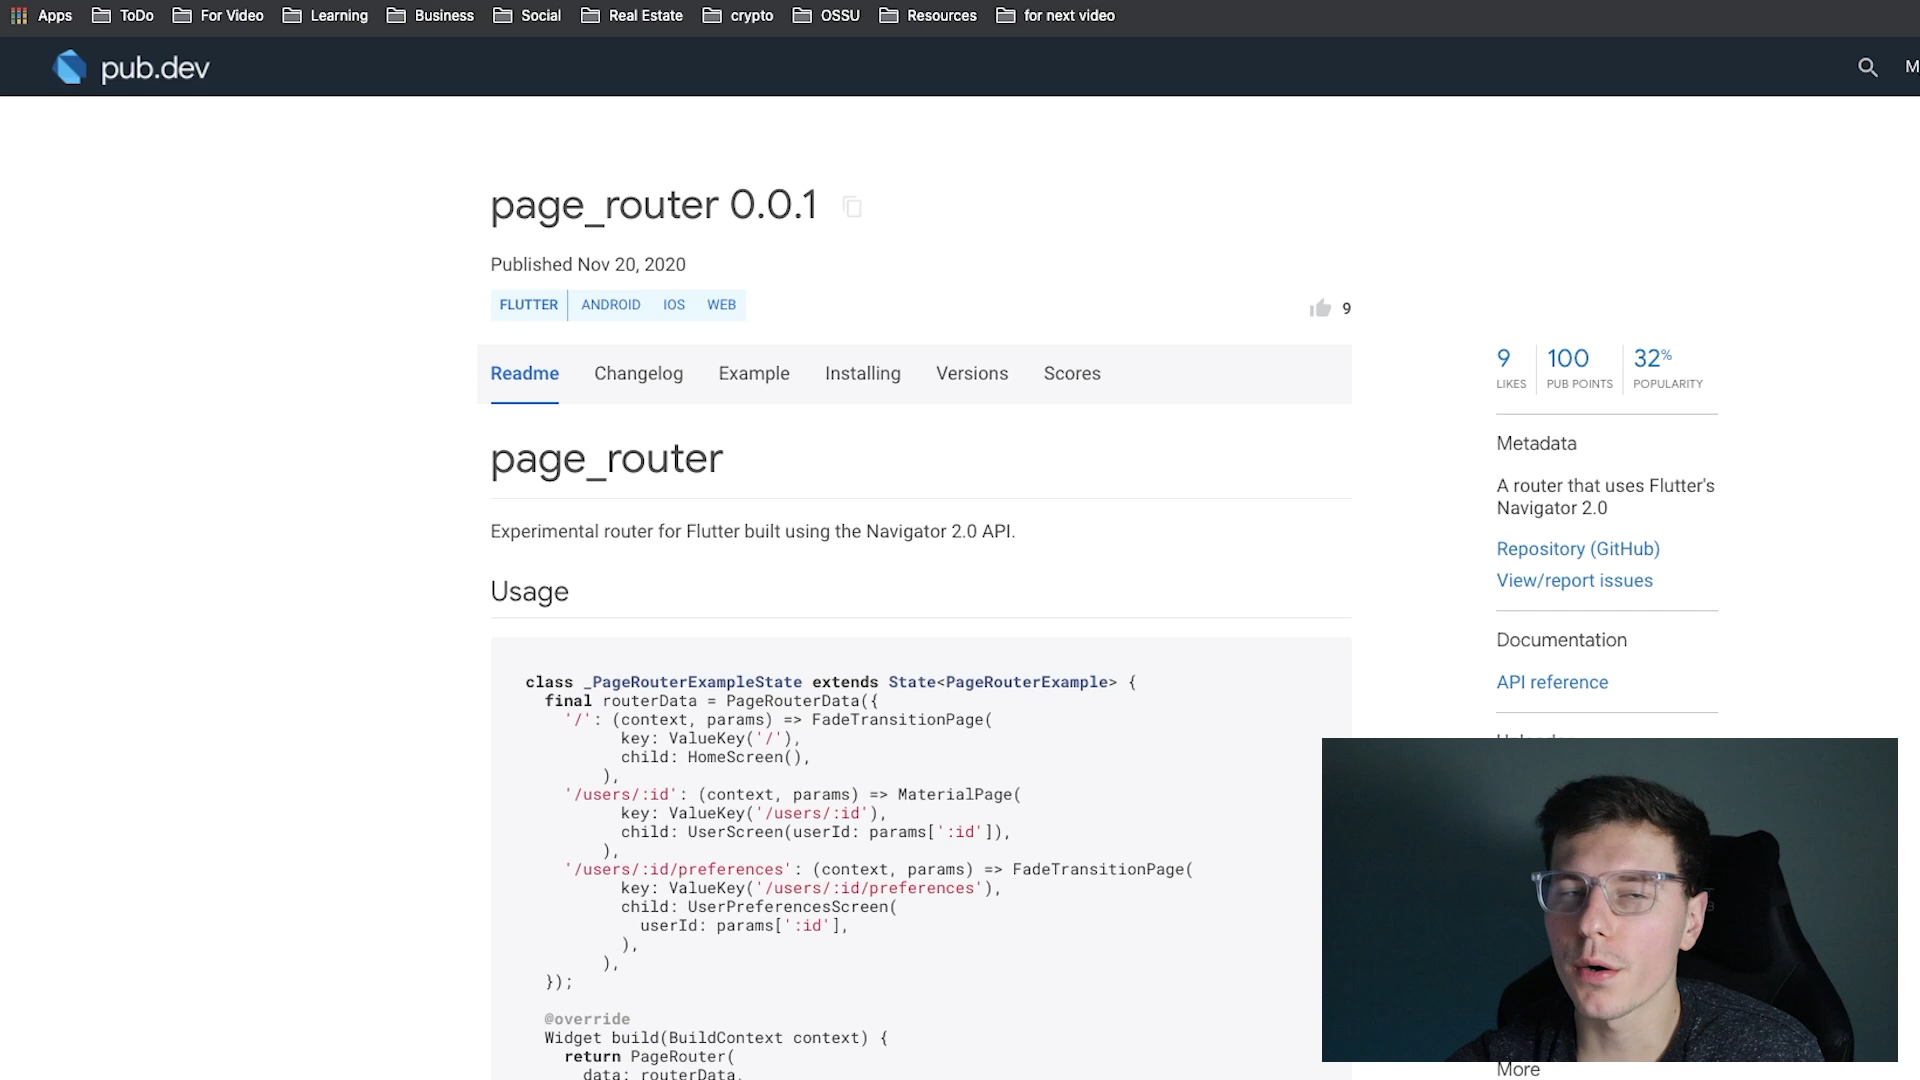 Apps ToDo For Video Learning Business Social Real Estate crypto OSSU Resources for next video
pub.dev M
page_router 0.0.1
Published Nov 20, 2020
FLUTTER ANDROID IOS WEB
9
Readme Changelog Example Installing Versions Scores
page_router
Experimental router for Flutter built using the Navigator 2.0 API.
Usage
class _PageRouterExampleState extends State<PageRouterExample> {
final routerData = PageRouterData({
'/': (context, params) => FadeTransitionPage(
key: ValueKey('/'),
child: HomeScreen(),
),
'/users/:id': (context, params) => MaterialPage(
key: ValueKey('/users/:id'),
child: UserScreen(userId: params[':id']),
),
'/users/:id/preferences': (context, params) => FadeTransitionPage(
key: ValueKey('/users/:id/preferences'),
child: UserPreferencesScreen(
userId: params[':id'],
),
),
});
@override
Widget build(BuildContext context) {
return PageRouter(
data: routerData,
9 100 32%
LIKES PUB POINTS POPULARITY
Metadata
A router that uses Flutter's
Navigator 2.0
Repository (GitHub)
View/report issues
Documentation
API reference
More